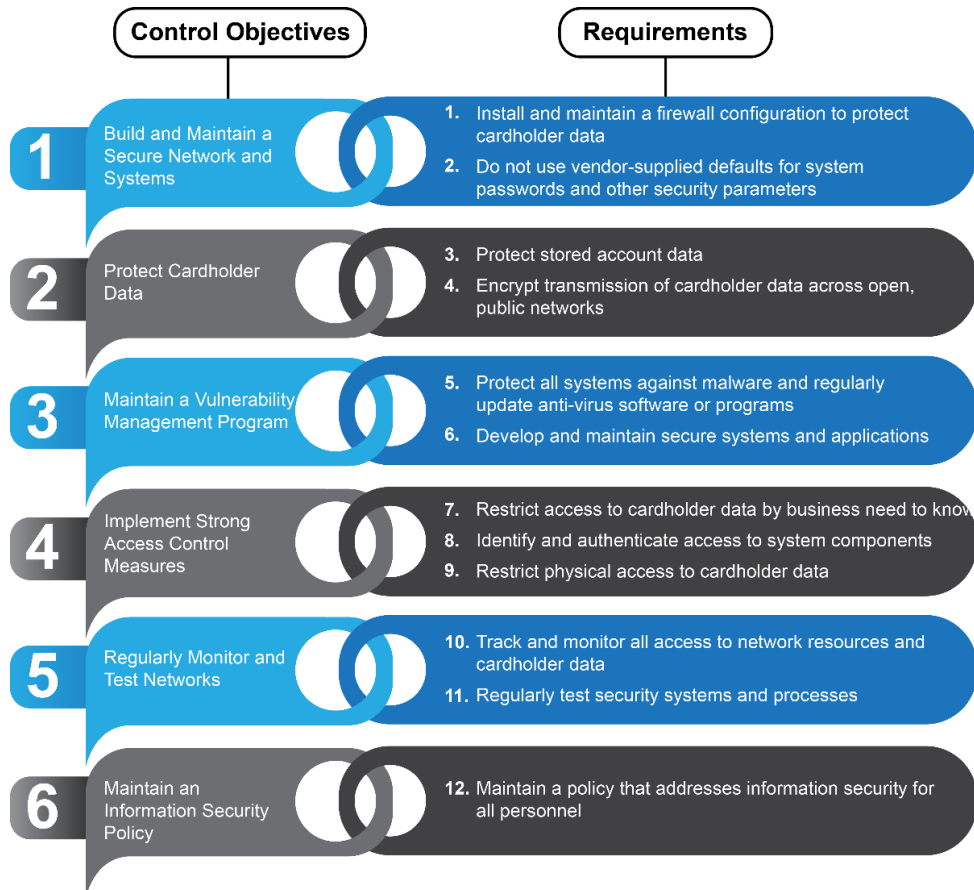 Control Objectives
Requirements
1
Build and Maintain a
Secure Network and
Systems
1. Install and maintain a firewall configuration to protect
cardholder data
2. Do not use vendor-supplied defaults for system
passwords and other security parameters
2
Protect Cardholder
Data
3. Protect stored account data
4. Encrypt transmission of cardholder data across open,
public networks
3
Maintain a Vulnerability
Management Program
5. Protect all systems against malware and regularly
update anti-virus software or programs
6. Develop and maintain secure systems and applications
4
Implement Strong
Access Control
Measures
7. Restrict access to cardholder data by business need to know
8. Identify and authenticate access to system components
9. Restrict physical access to cardholder data
5
Regularly Monitor and
Test Networks
10. Track and monitor all access to network resources and
cardholder data
11. Regularly test security systems and processes
6
Maintain an
Information Security
Policy
12. Maintain a policy that addresses information security for
all personnel